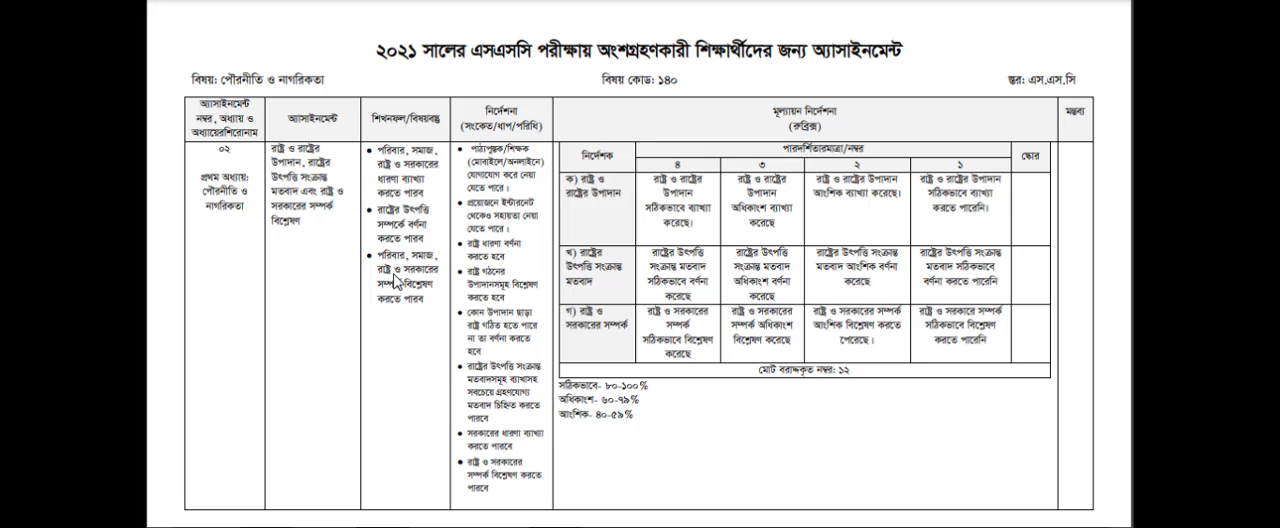 ২০২১ সালের এসএসসি পরীক্ষায় অংশগ্রহণকারী শিক্ষার্থীদের জন্য অ্যাসাইনমেন্ট
বিষয়: পৌরনীতি ও নাগরিকতা
বিষয় কোড: ১৪০
স্তর: এস.এস.সি
অ্যাসাইনমেন্ট
নম্বর, অধ্যায় ও
অধ্যায়েরশিরোনাম
অ্যাসাইনমেন্ট
শিখনফল/বিষয়বস্তু
নির্দেশনা
(সংকেত/ধাপ/পরিধি)
মূল্যায়ন নির্দেশনা
(রুব্রিক্স)
মন্তব্য
০২
প্রথম অধ্যায়:
পৌরনীতি ও
নাগরিকতা
রাষ্ট্র ও রাষ্ট্রের
উপাদান, রাষ্ট্রের
উৎপত্তি সংক্রান্ত
মতবাদ এবং রাষ্ট্র ও
সরকারের সম্পর্ক
বিশ্লেষণ
• পরিবার, সমাজ,
রাষ্ট্র ও সরকারের
ধারণা ব্যাখ্যা
করতে পারব
• রাষ্ট্রের উৎপত্তি
সম্পর্কে বর্ণনা
করতে পারব
• পরিবার, সমাজ,
রাষ্ট্র ও সরকারের
সম্পর্ক বিশ্লেষণ
করতে পারব
• পাঠ্যপুস্তক/শিক্ষক
(মোবাইলে/অনলাইনে)
যোগাযোগ করে নেয়া
যেতে পারে।
• প্রয়োজনে ইন্টারনেট
থেকেও সহায়তা নেয়া
যেতে পারে।
• রাষ্ট্র ধারণা বর্ণনা
করতে হবে
• রাষ্ট্র গঠনের
উপাদানসমূহ বিশ্লেষণ
করতে হবে
• কোন উপাদান ছাড়া
রাষ্ট্র গঠিত হতে পারে
না তা বর্ণনা করতে
হবে
• রাষ্ট্রের উৎপত্তি সংক্রান্ত
মতবাদসমূহ ব্যাখাসহ
সবচেয়ে গ্রহণযোগ্য
মতবাদ চিহ্নিত করতে
পারবে
• সরকারের ধারণা ব্যাখ্যা
করতে পারবে
• রাষ্ট্র ও সরকারের
সম্পর্ক বিশ্লেষণ করতে
পারবে
নির্দেশক
পারদর্শিতারমাত্রা/নম্বর
স্কোর
৪
৩
২
১
ক) রাষ্ট্র ও
রাষ্ট্রের উপাদান
রাষ্ট্র ও রাষ্ট্রের
উপাদান
সঠিকভাবে ব্যাখ্যা
করেছে।
রাষ্ট্র ও রাষ্ট্রের
উপাদান
অধিকাংশ ব্যাখ্যা
করেছে
রাষ্ট্র ও রাষ্ট্রের উপাদান
আংশিক ব্যাখ্যা করেছে।
রাষ্ট্র ও রাষ্ট্রের উপাদান
সঠিকভাবে ব্যাখ্যা
করতে পারেনি।
খ) রাষ্ট্রের
উৎপত্তি সংক্রান্ত
মতবাদ
রাষ্ট্রের উৎপত্তি
সংক্রান্ত মতবাদ
সঠিকভাবে বর্ণনা
করেছে
রাষ্ট্রের উৎপত্তি
সংক্রান্ত মতবাদ
অধিকাংশ বর্ণনা
করেছে
রাষ্ট্রের উৎপত্তি সংক্রান্ত
মতবাদ আংশিক বর্ণনা
করেছে
রাষ্ট্রের উৎপত্তি সংক্রান্ত
মতবাদ সঠিকভাবে
বর্ণনা করতে পারেনি
গ) রাষ্ট্র ও
সরকারের সম্পর্ক
রাষ্ট্র ও সরকারের
সম্পর্ক
সঠিকভাবে বিশ্লেষণ
করেছে
রাষ্ট্র ও সরকারের
সম্পর্ক অধিকাংশ
বিশ্লেষণ করেছে
রাষ্ট্র ও সরকারের সম্পর্ক
আংশিক বিশ্লেষণ করতে
পেরেছে।
রাষ্ট্র ও সরকারে সম্পর্ক
সঠিকভাবে বিশ্লেষণ
করতে পারেনি
মোট বরাদ্দকৃত নম্বর: ১২
সঠিকভাবে- ৮০-১০০%
অধিকাংশ- ৬০-৭৯%
আংশিক- ৪০-৫৯%